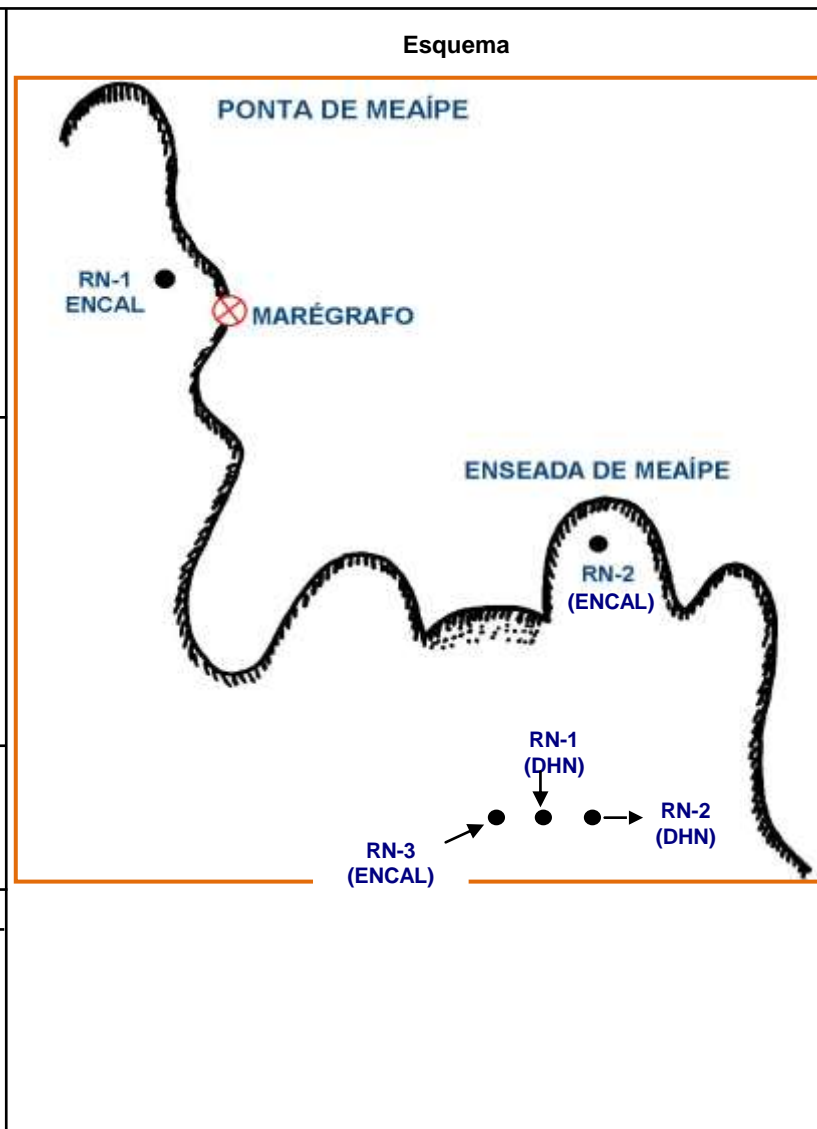 Esquema
PONTA DE MEAÍPE
RN-1
ENCAL
MARÉGRAFO
ENSEADA DE MEAÍPE
RN-2
(ENCAL)
RN-1
(DHN)
RN-2
(DHN)
RN-3
(ENCAL)